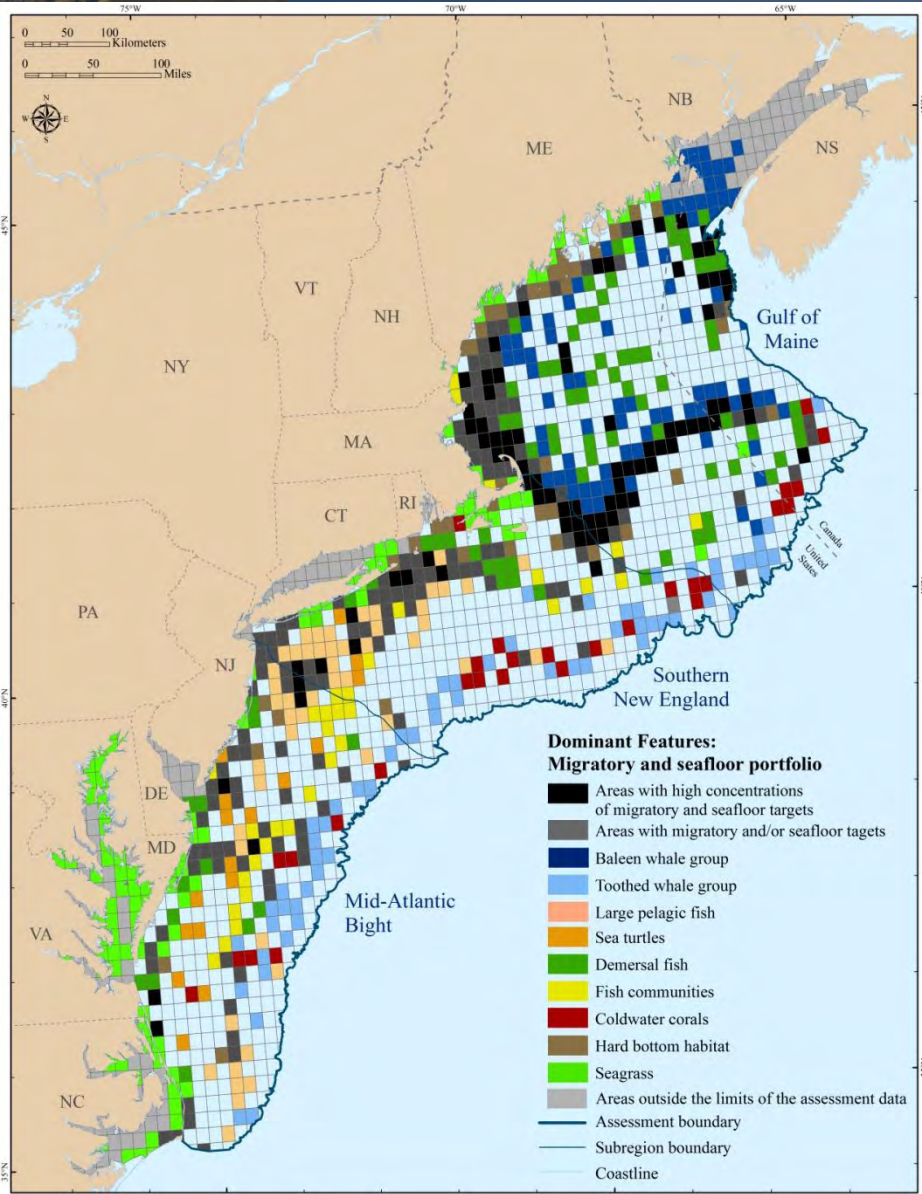 75°W
70°W
65°W
0 50 100
Kilometers
0 50 100
Miles
N
W E
S
NB
ME
NS
45°N
VT
NH
NY
Gulf of
Maine
MA
CT
RI
Canada
United
States
PA
NJ
Southern
New England
40°N
DE
MD
Mid-Atlantic
Bight
VA
NC
35°N
Dominant Features:
Migratory and seafloor portfolio
Areas with high concentrations
of migratory and seafloor targets
Areas with migratory and/or seafloor tagets
Baleen whale group
Toothed whale group
Large pelagic fish
Sea turtles
Demersal fish
Fish communities
Coldwater corals
Hard bottom habitat
Seagrass
Areas outside the limits of the assessment data
Assessment boundary
Subregion boundary
Coastline